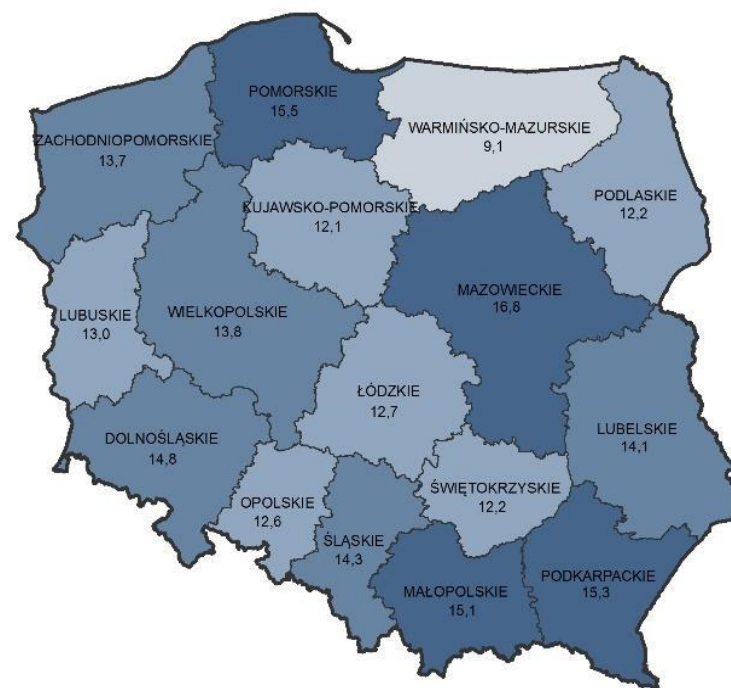 POMORSKIE
15,5
WARMIŃSKO-MAZURSKIE
9,1
ZACHODNIOPOMORSKIE
13,7
PODLASKIE
12,2
KUJAWSKO-POMORSKIE
12,1
MAZOWIECKIE
16,8
LUBUSKIE
13,0
WIELKOPOLSKIE
13,8
ŁÓDZKIE
12,7
LUBELSKIE
14,1
DOLNOŚLĄSKIE
14,8
OPOLSKIE
12,6
ŚWIĘTOKRZYSKIE
12,2
ŚLĄSKIE
14,3
MAŁOPOLSKIE
15,1
PODKARPACKIE
15,3